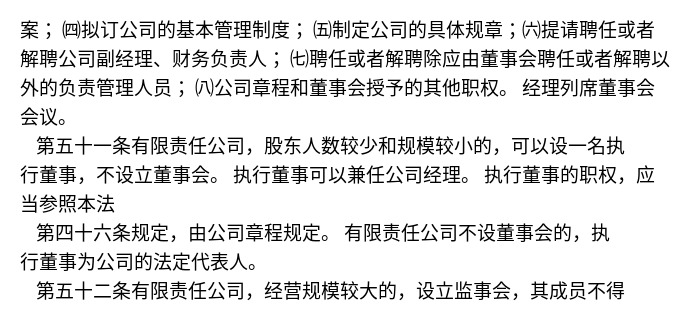 案； ㈣拟订公司的基本管理制度； ㈤制定公司的具体规章；㈥提请聘任或者
解聘公司副经理、财务负责人； ㈦聘任或者解聘除应由董事会聘任或者解聘以
外的负责管理人员； ㈧公司章程和董事会授予的其他职权。 经理列席董事会
会议。
第五十一条有限责任公司，股东人数较少和规模较小的，可以设一名执
行董事，不设立董事会。 执行董事可以兼任公司经理。 执行董事的职权，应
当参照本法
第四十六条规定，由公司章程规定。 有限责任公司不设董事会的，执
行董事为公司的法定代表人。
第五十二条有限责任公司，经营规模较大的，设立监事会，其成员不得